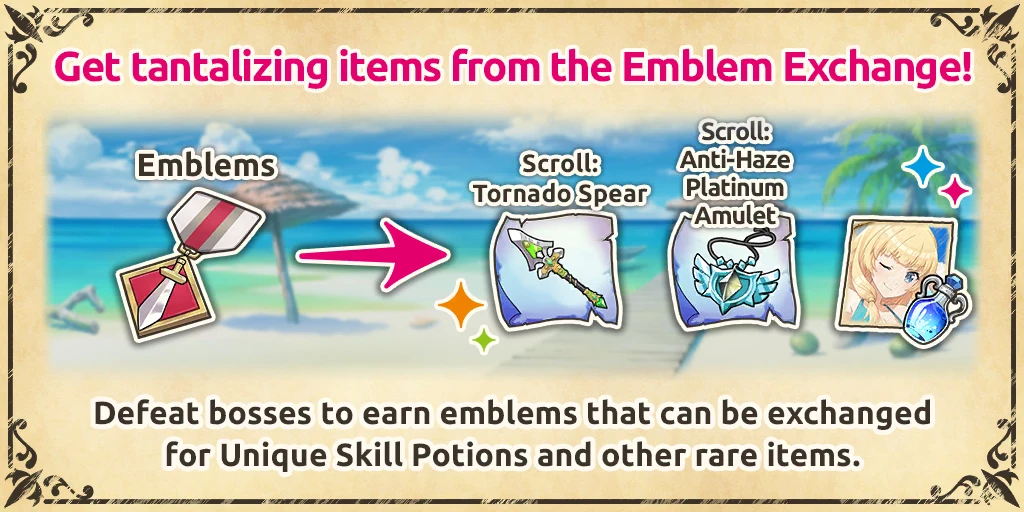 Get tantalizing items from the Emblem Exchange!
Emblems
Scroll:
Tornado Spear
Scroll:
Anti-Haze
Platinum
Amulet
Defeat bosses to earn emblems that can be exchanged
for Unique Skill Potions and other rare items.